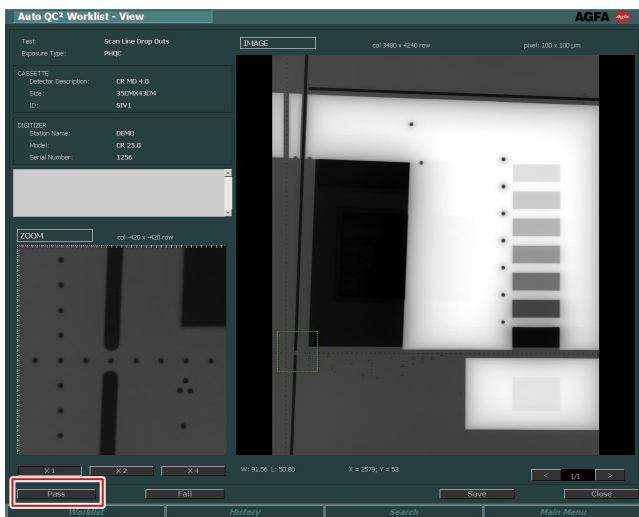 Auto QC² Worklist - View
AGFA Agfa
Test: Scan Line Drop Outs
Exposure Type: PHQC
CASSETTE
Detector Description: CR MD 4.0
Size: 35CMX43CM
ID: SIV1
DIGITIZER
Station Name: DEMO
Model: CR 25.0
Serial Number: 1256
ZOOM col -420 x -420 row
X 1 X 2 X 4
IMAGE col 3480 x 4240 row pixel: 100 x 100 µm
W: 91.56 L: 50.80 X = 2579; Y = 53
< 1/1 >
Pass Fail Save Close
Worklist History Search Main Menu